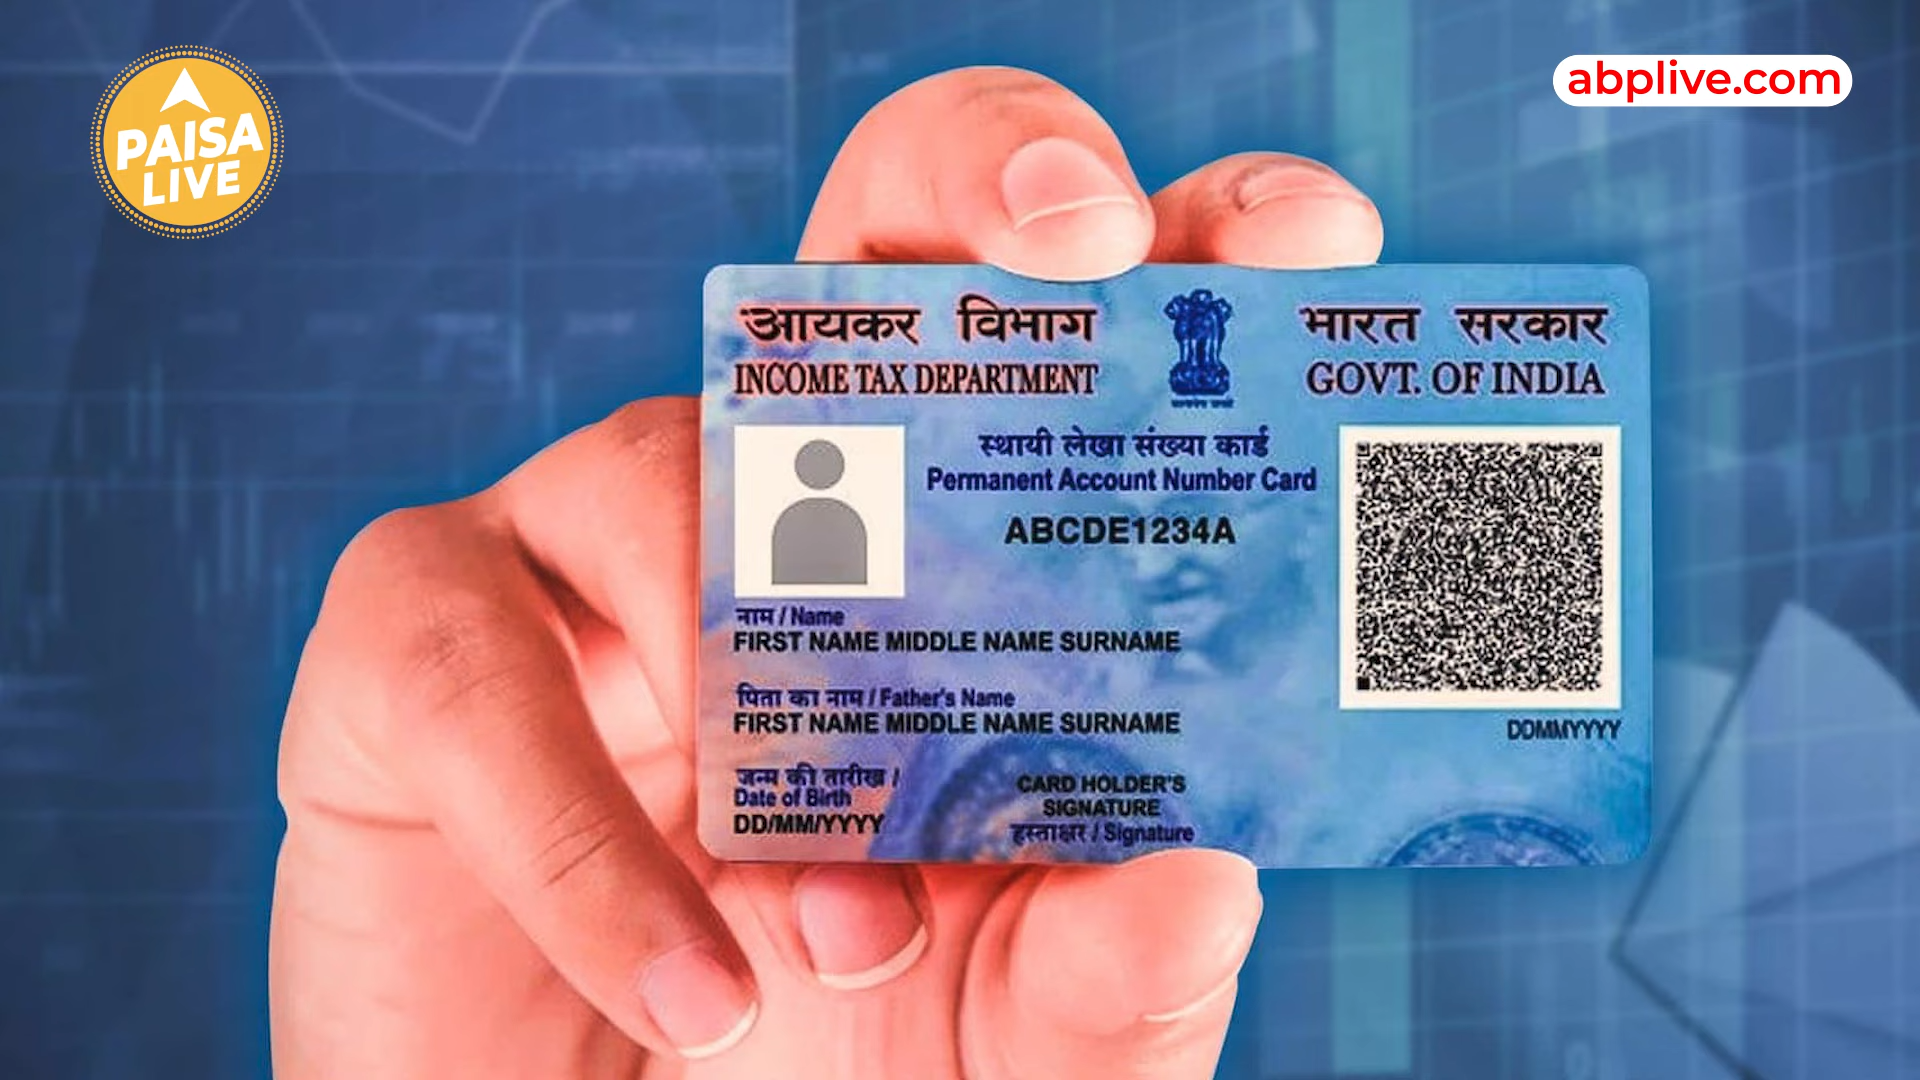 PAISA
LIVE
abplive.com
आयकर विभाग
INCOME TAX DEPARTMENT
भारत सरकार
GOVT. OF INDIA
स्थायी लेखा संख्या कार्ड
Permanent Account Number Card
ABCDE1234A
नाम / Name
FIRST NAME MIDDLE NAME SURNAME
पिता का नाम / Father's Name
FIRST NAME MIDDLE NAME SURNAME
DDMMYYYY
जन्म की तारीख /
Date of Birth
DD/MM/YYYY
CARD HOLDER'S
SIGNATURE
हस्ताक्षर / Signature